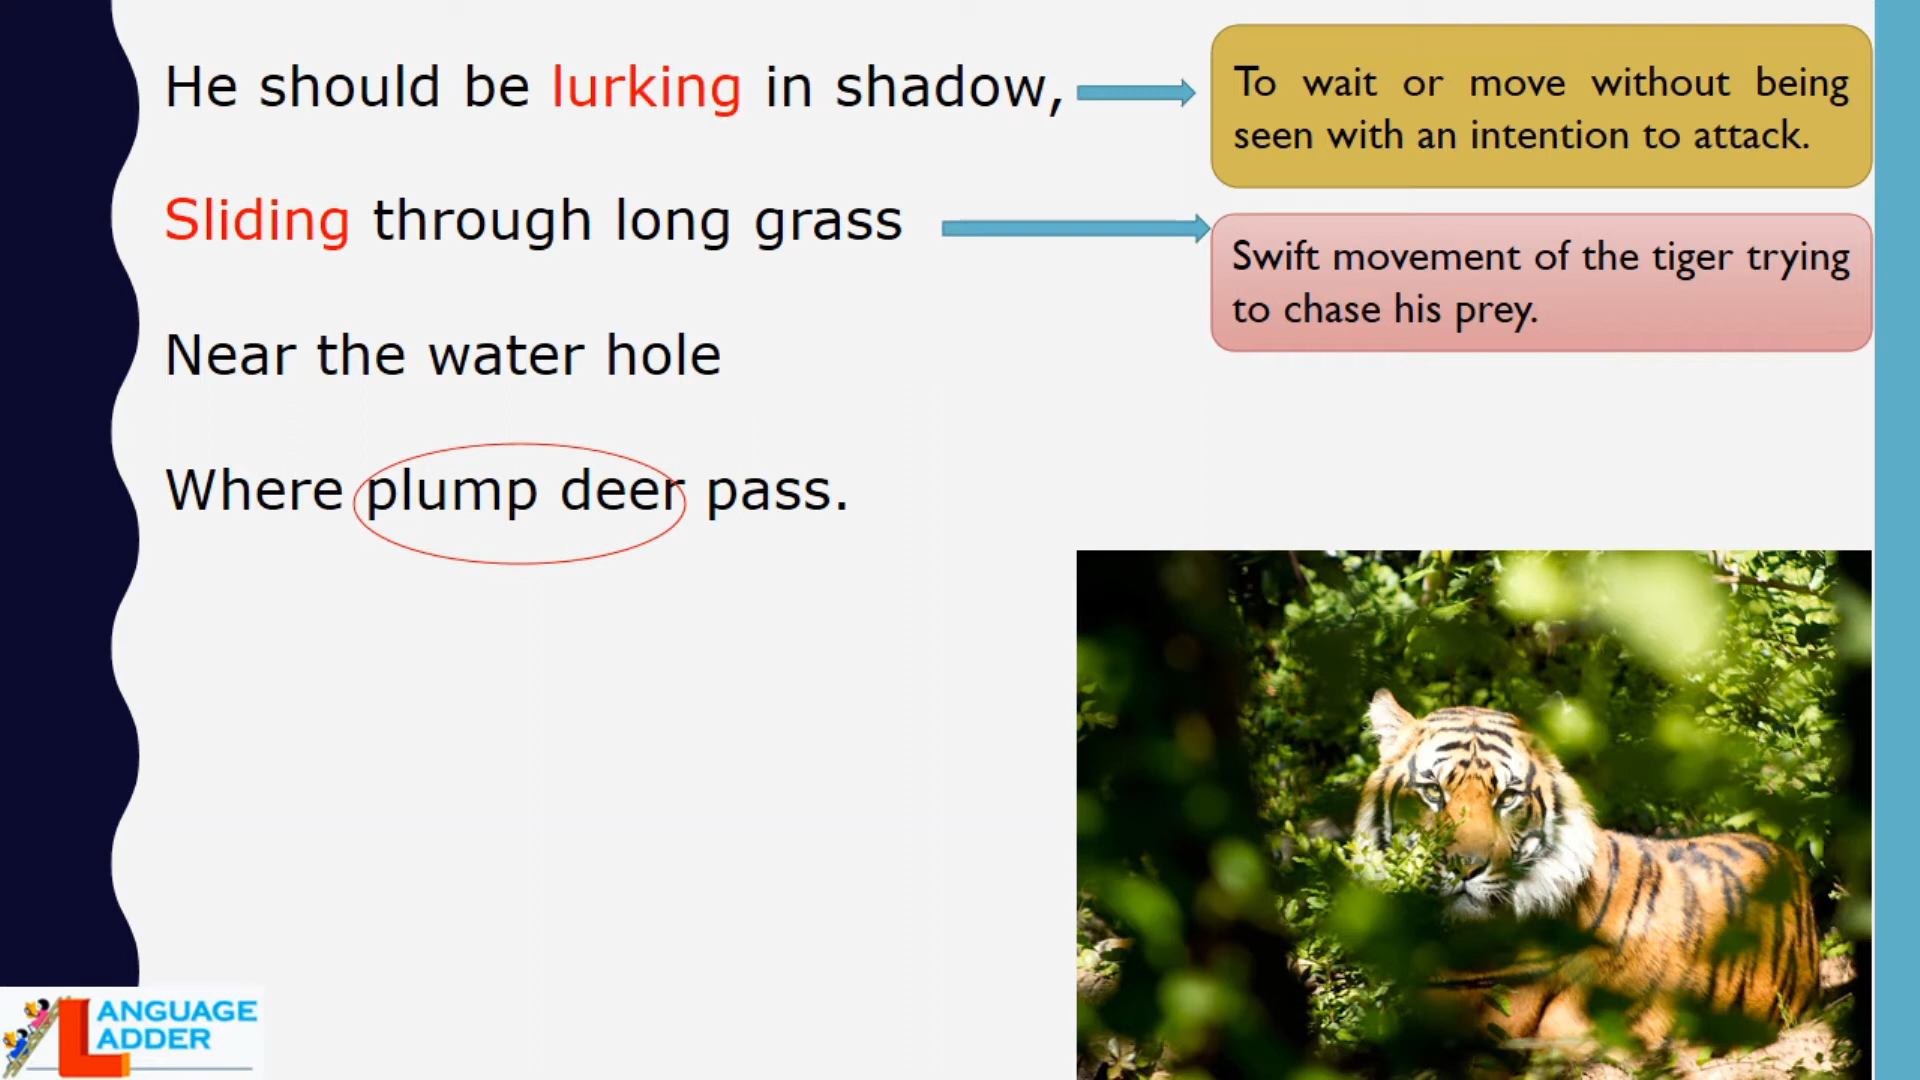 He should be lurking in shadow,
To wait or move without being
seen with an intention to attack.
Sliding through long grass
Swift movement of the tiger trying
to chase his prey.
Near the water hole
Where plump deer pass.
LANGUAGE
LADDER